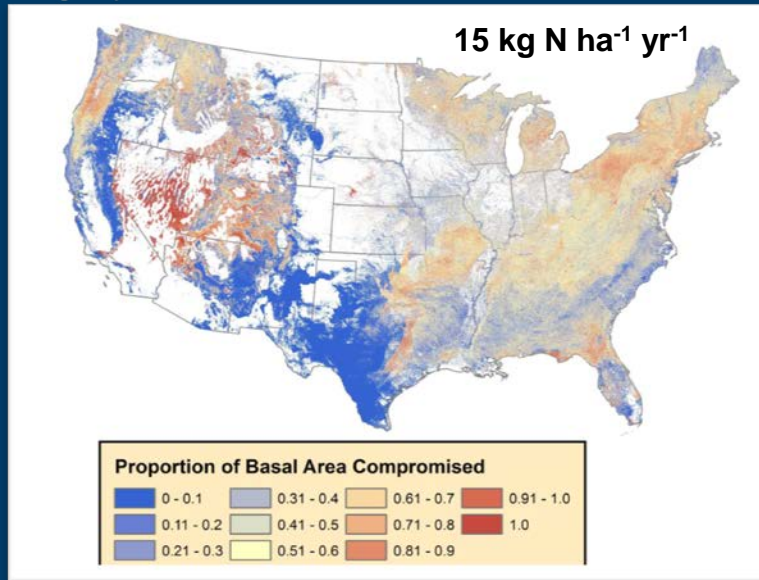 15 kg N ha⁻¹ yr⁻¹
Proportion of Basal Area Compromised
0 - 0.1
0.31 - 0.4
0.61 - 0.7
0.91 - 1.0
0.11 - 0.2
0.41 - 0.5
0.71 - 0.8
1.0
0.21 - 0.3
0.51 - 0.6
0.81 - 0.9